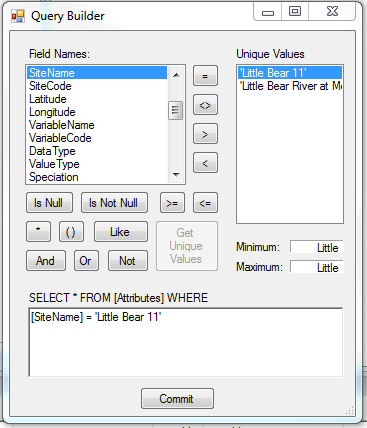 Query Builder
Field Names:
SiteName
SiteCode
Latitude
Longitude
VariableName
VariableCode
DataType
ValueType
Speciation
=
<>
>
<
Is Null
Is Not Null
>=
<=
*
( )
Like
And
Or
Not
Get
Unique
Values
Unique Values
'Little Bear 11'
'Little Bear River at M
Minimum: Little
Maximum: Little
SELECT * FROM [Attributes] WHERE
[SiteName] = 'Little Bear 11'
Commit